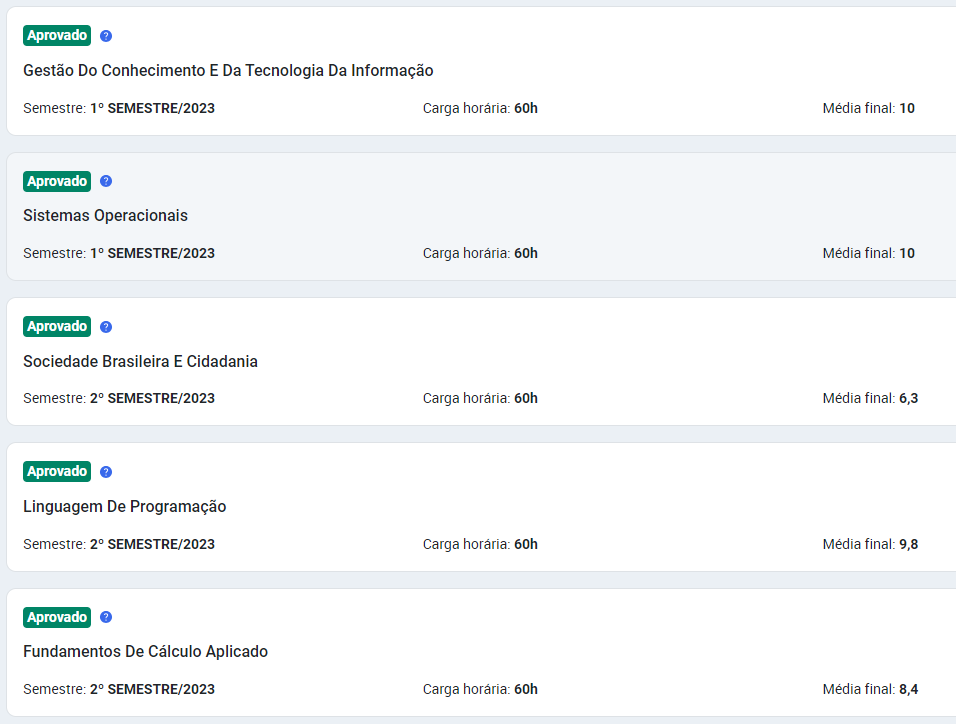 Aprovado ?
Gestão Do Conhecimento E Da Tecnologia Da Informação
Semestre: 1º SEMESTRE/2023 Carga horária: 60h Média final: 10
Aprovado ?
Sistemas Operacionais
Semestre: 1º SEMESTRE/2023 Carga horária: 60h Média final: 10
Aprovado ?
Sociedade Brasileira E Cidadania
Semestre: 2º SEMESTRE/2023 Carga horária: 60h Média final: 6,3
Aprovado ?
Linguagem De Programação
Semestre: 2º SEMESTRE/2023 Carga horária: 60h Média final: 9,8
Aprovado ?
Fundamentos De Cálculo Aplicado
Semestre: 2º SEMESTRE/2023 Carga horária: 60h Média final: 8,4